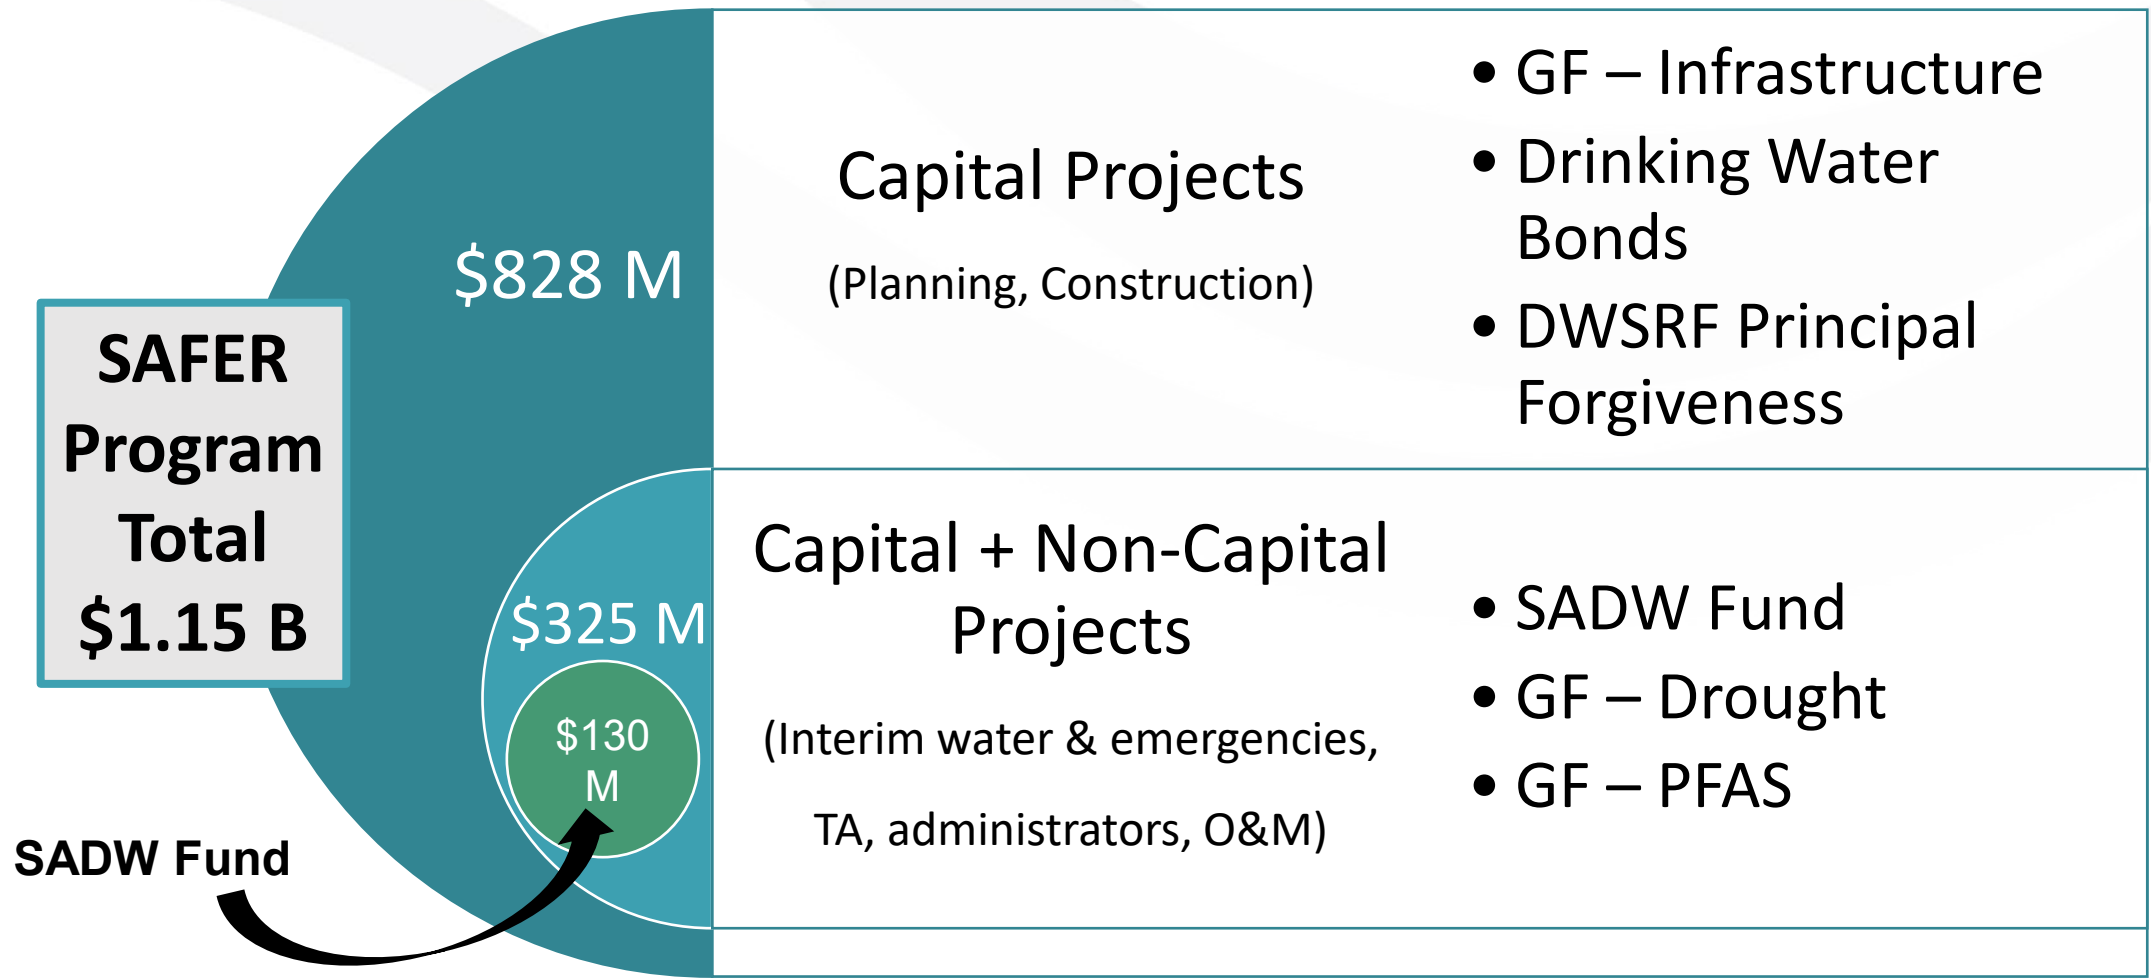 SAFER
Program
Total
$1.15 B
SADW Fund
$828 M
$325 M
$130
M
Capital Projects
(Planning, Construction)
• GF – Infrastructure
• Drinking Water
Bonds
• DWSRF Principal
Forgiveness
Capital + Non-Capital
Projects
(Interim water & emergencies,
TA, administrators, O&M)
• SADW Fund
• GF – Drought
• GF – PFAS